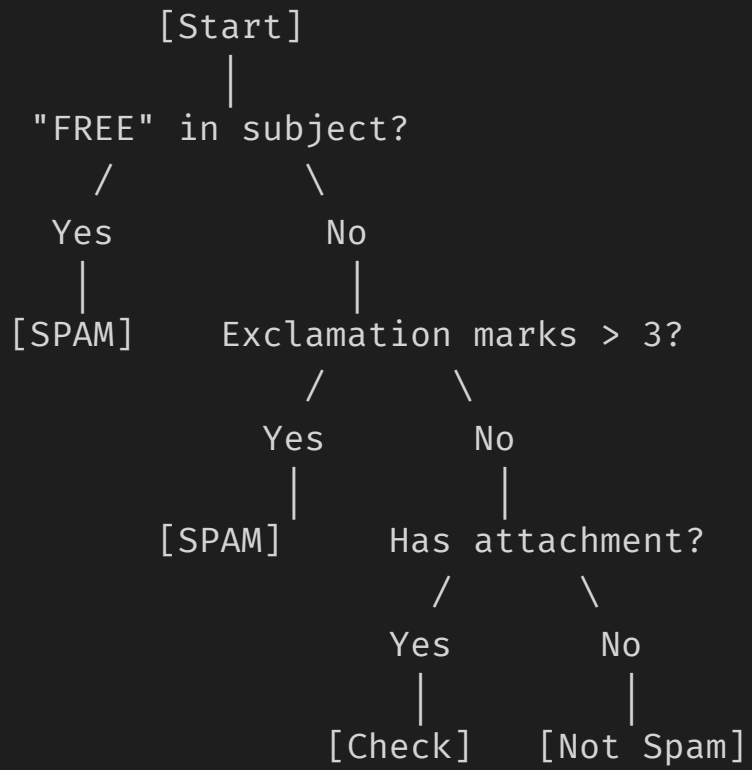 [Start]
"FREE" in subject?
Yes No
[SPAM] Exclamation marks > 3?
Yes No
[SPAM] Has attachment?
Yes No
[Check] [Not Spam]